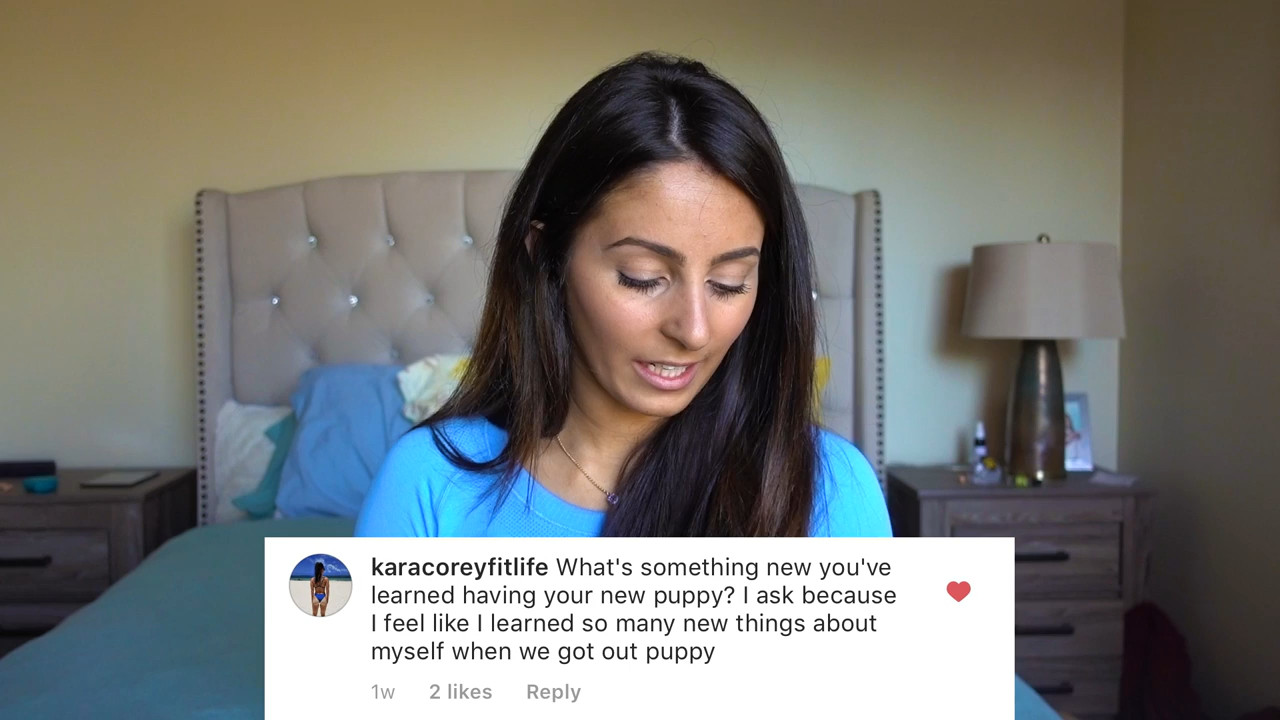 karacoreyfitlife What's something new you've
learned having your new puppy? I ask because
I feel like I learned so many new things about
myself when we got out puppy
1w 2 likes Reply